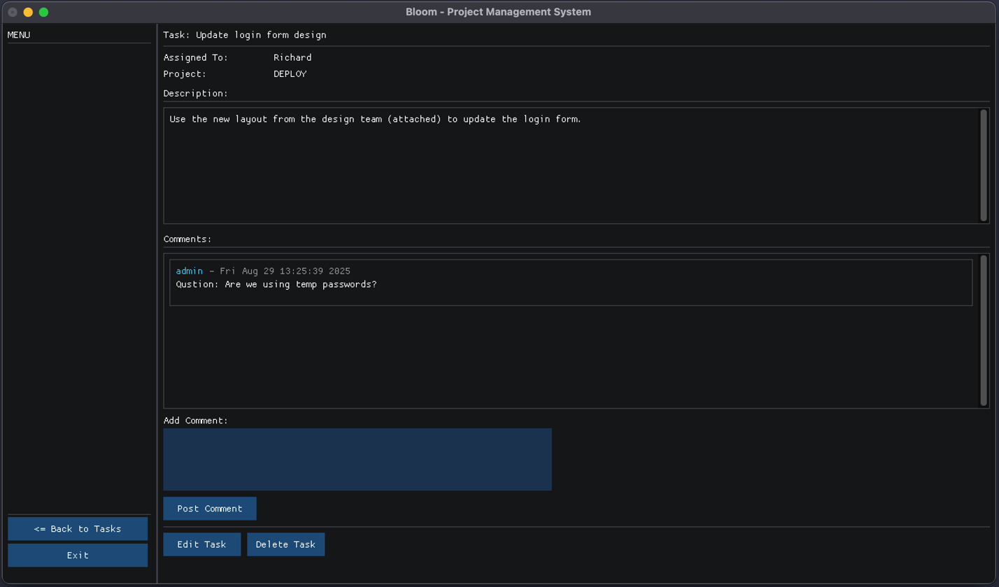 Bloom - Project Management System
MENU
Task: Update login form design
Assigned To: Richard
Project: DEPLOY
Description:
Use the new layout from the design team (attached) to update the login form.
Comments:
admin - Fri Aug 29 13:25:39 2025
Qustion: Are we using temp passwords?
Add Comment:
Post Comment
<= Back to Tasks
Edit Task Delete Task
Exit